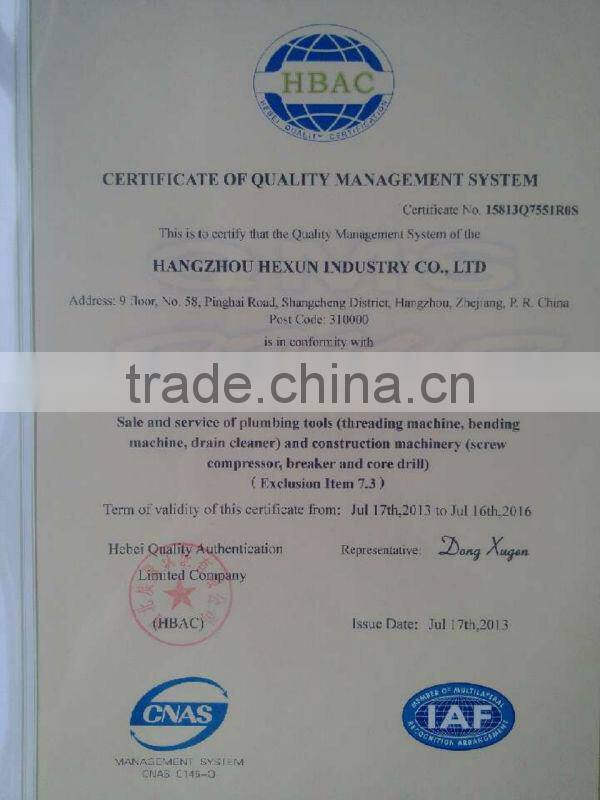 HBAC
HEBEI QUALITY CERTIFICATION
CERTIFICATE OF QUALITY MANAGEMENT SYSTEM
Certificate No. 15813Q7551R0S
This is to certify that the Quality Management System of the
HANGZHOU HEXUN INDUSTRY CO., LTD
Address: 9 floor, No. 58, Pinghai Road, Shangcheng District, Hangzhou, Zhejiang, P. R. China
Post Code: 310000
is in conformity with
trade.china.cn
Sale and service of plumbing tools (threading machine, bending
machine, drain cleaner) and construction machinery (screw
compressor, breaker and core drill)
( Exclusion Item 7.3 )
Term of validity of this certificate from: Jul 17th,2013 to Jul 16th,2016
Hebei Quality Authentication
Limited Company
(HBAC)
Representative: Dong Xugen
Issue Date: Jul 17th,2013
CNAS
MANAGEMENT SYSTEM
CNAS C145-Q
MEMBER OF MULTILATERAL
IAF
RECOGNITION ARRANGEMENT